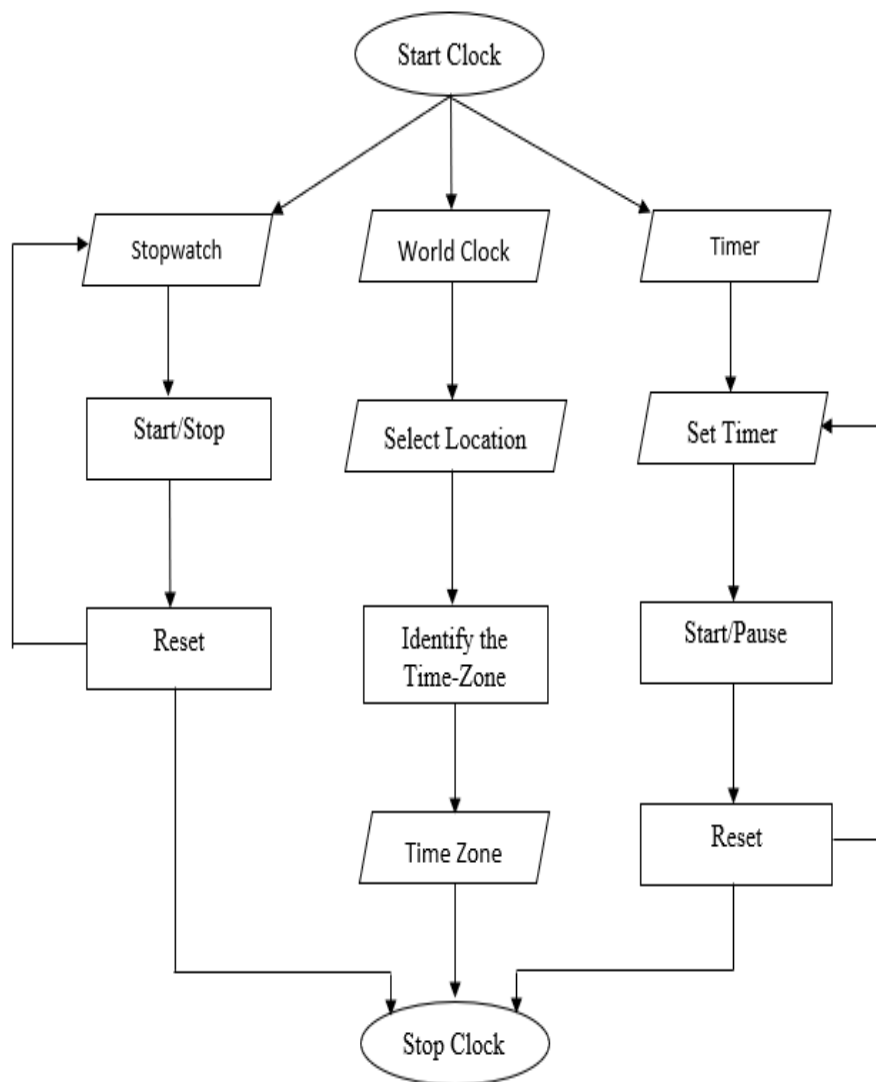 Start Clock
Stopwatch
World Clock
Timer
Start/Stop
Select Location
Set Timer
Reset
Identify the
Time-Zone
Start/Pause
Time Zone
Reset
Stop Clock